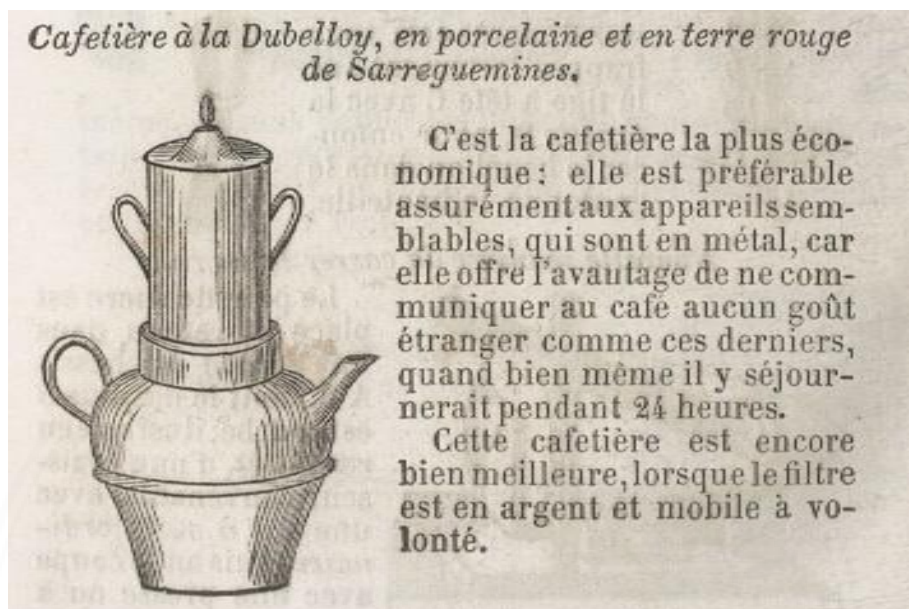 Cafetière à la Dubelloy, en porcelaine et en terre rouge
de Sarreguemines.
C'est la cafetière la plus éco-
nomique : elle est préférable
assurément aux appareils sem-
blables, qui sont en métal, car
elle offre l'avautage de ne com-
muniquer au café aucun goût
étranger comme ces derniers,
quand bien même il y séjour-
nerait pendant 24 heures.
Cette cafetière est encore
bien meilleure, lorsque le filtre
est en argent et mobile à vo-
lonté.